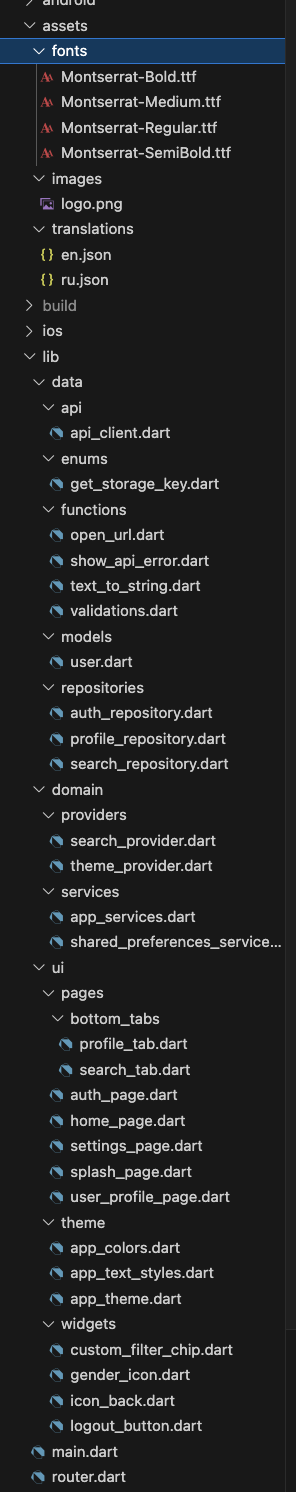 android
assets
fonts
Montserrat-Bold.ttf
Montserrat-Medium.ttf
Montserrat-Regular.ttf
Montserrat-SemiBold.ttf
images
logo.png
translations
{} en.json
{} ru.json
build
ios
lib
data
api
api_client.dart
enums
get_storage_key.dart
functions
open_url.dart
show_api_error.dart
text_to_string.dart
validations.dart
models
user.dart
repositories
auth_repository.dart
profile_repository.dart
search_repository.dart
domain
providers
search_provider.dart
theme_provider.dart
services
app_services.dart
shared_preferences_service...
ui
pages
bottom_tabs
profile_tab.dart
search_tab.dart
auth_page.dart
home_page.dart
settings_page.dart
splash_page.dart
user_profile_page.dart
theme
app_colors.dart
app_text_styles.dart
app_theme.dart
widgets
custom_filter_chip.dart
gender_icon.dart
icon_back.dart
logout_button.dart
main.dart
router.dart